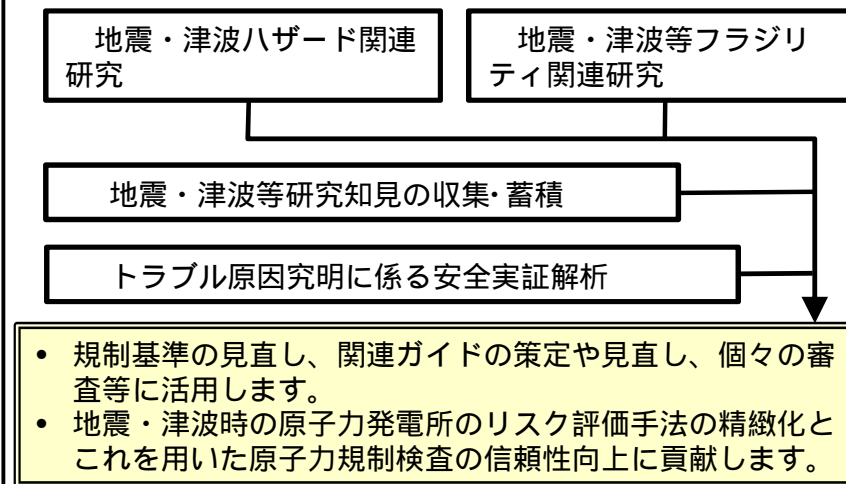 地震・津波ハザード関連
研究
地震・津波等フラジリ
ティ関連研究
地震・津波等研究知見の収集・蓄積
トラブル原因究明に係る安全実証解析
• 規制基準の見直し、関連ガイドの策定や見直し、個々の審
査等に活用します。
• 地震・津波時の原子力発電所のリスク評価手法の精緻化と
これを用いた原子力規制検査の信頼性向上に貢献します。